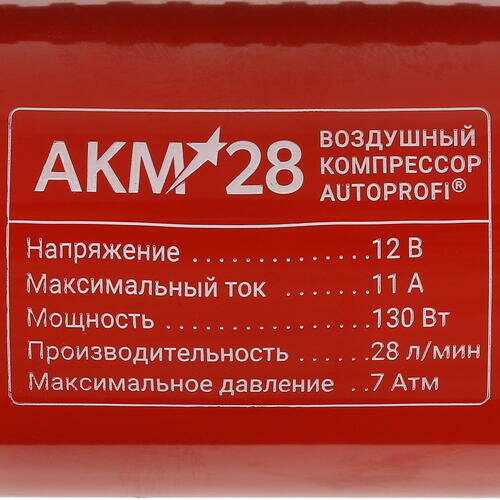 АКМ 28
ВОЗДУШНЫЙ
КОМПРЕССОР
AUTOPROFI®
Напряжение ................ 12 В
Максимальный ток ....... 11 А
Мощность .................... 130 Вт
Производительность ..... 28 л/мин
Максимальное давление .. 7 Атм